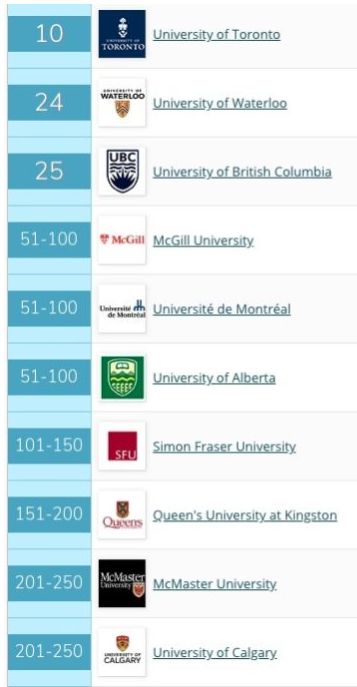 10
UNIVERSITY OF
TORONTO
University of Toronto
24
UNIVERSITY OF
WATERLOO
University of Waterloo
25
UBC
University of British Columbia
51-100
McGill
McGill University
51-100
Université
de Montréal
Université de Montréal
51-100
University of Alberta
101-150
SFU
Simon Fraser University
151-200
Queen's
Queen's University at Kingston
201-250
McMaster
University
McMaster University
201-250
UNIVERSITY OF
CALGARY
University of Calgary